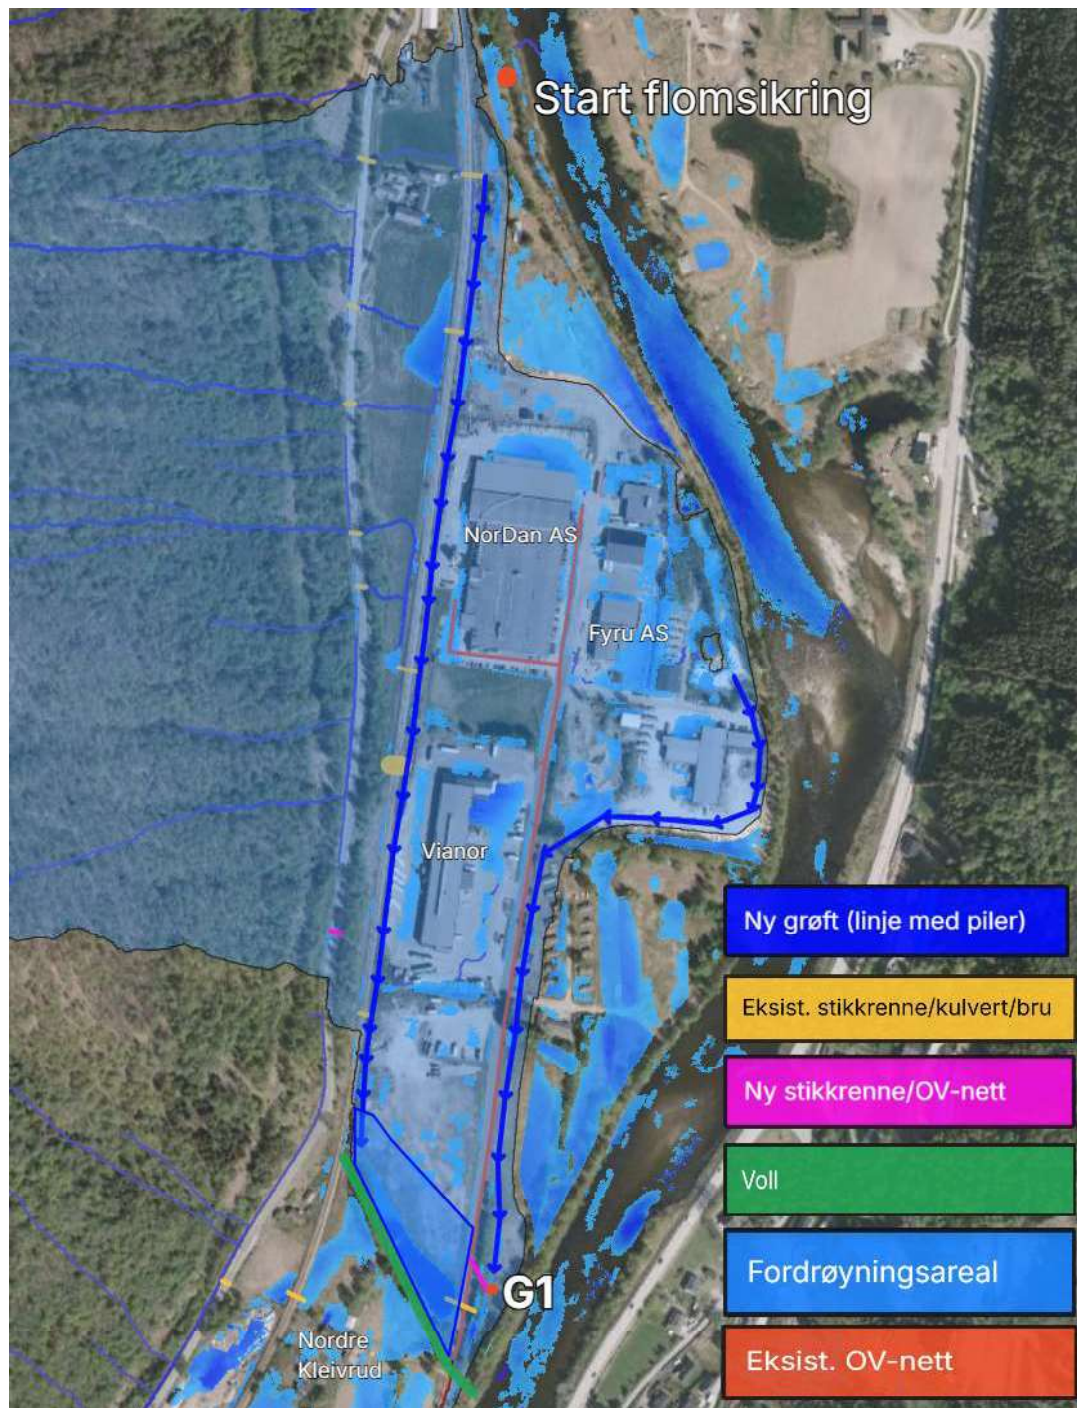 Start flomsikring
NorDan AS
Fyru AS
Vianor
Ny grøft (linje med piler)
Eksist. stikkrenne/kulvert/bru
Ny stikkrenne/OV-nett
Voll
Fordrøyningsareal
G1
Nordre
Kleivrud
Eksist. OV-nett